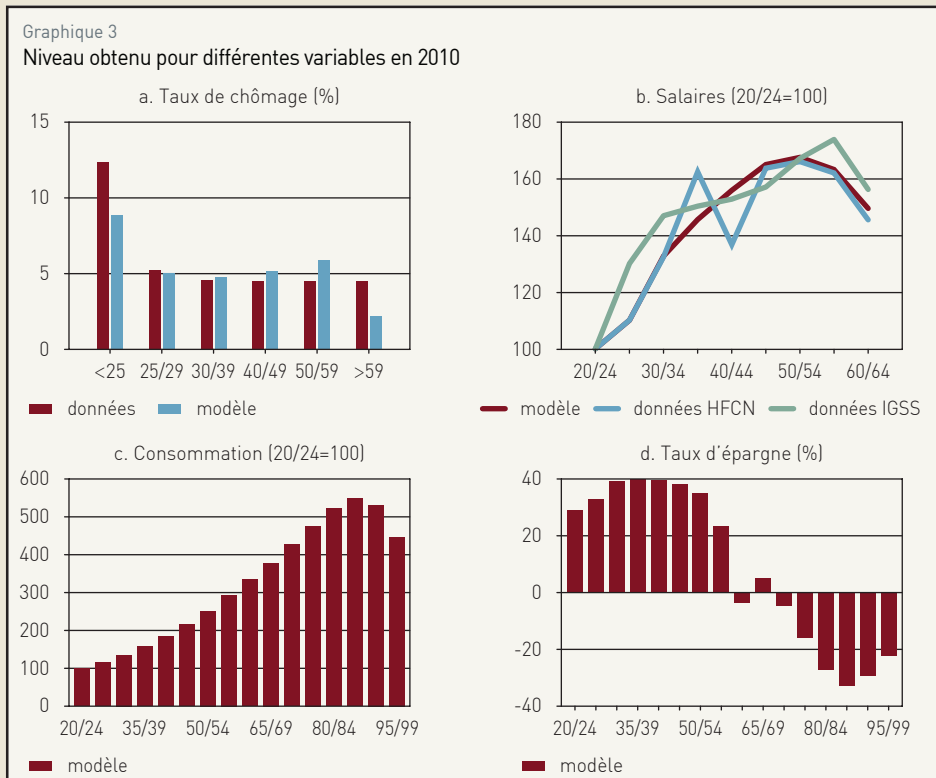 Graphique 3
Niveau obtenu pour différentes variables en 2010
a. Taux de chômage (%)
15
10
5
0
<25 25/29 30/39 40/49 50/59 >59
données modèle
b. Salaires (20/24=100)
180
160
140
120
100
20/24 30/34 40/44 50/54 60/64
modèle données HFCN données IGSS
c. Consommation (20/24=100)
600
500
400
300
200
100
0
20/24 35/39 50/54 65/69 80/84 95/99
modèle
d. Taux d'épargne (%)
40
20
0
-20
-40
20/24 35/39 50/54 65/69 80/84 95/99
modèle